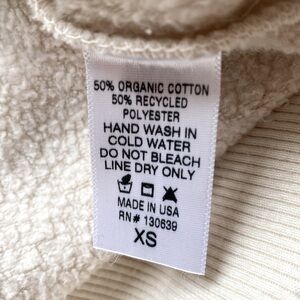 50% ORGANIC COTTON
50% RECYCLED
POLYESTER
HAND WASH IN
COLD WATER
DO NOT BLEACH
LINE DRY ONLY
MADE IN USA
RN# 130639
XS